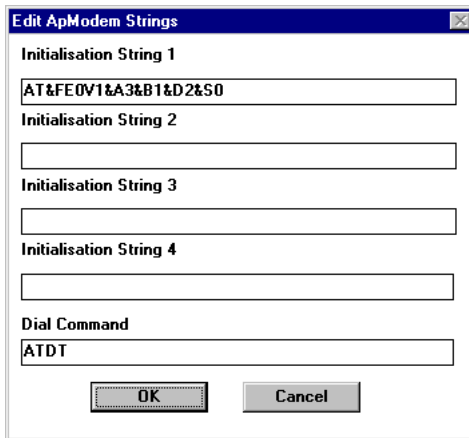 Edit ApModem Strings
Initialisation String 1
AT&FE0V1&A3&B1&D2&S0
Initialisation String 2
Initialisation String 3
Initialisation String 4
Dial Command
ATDT
OK Cancel